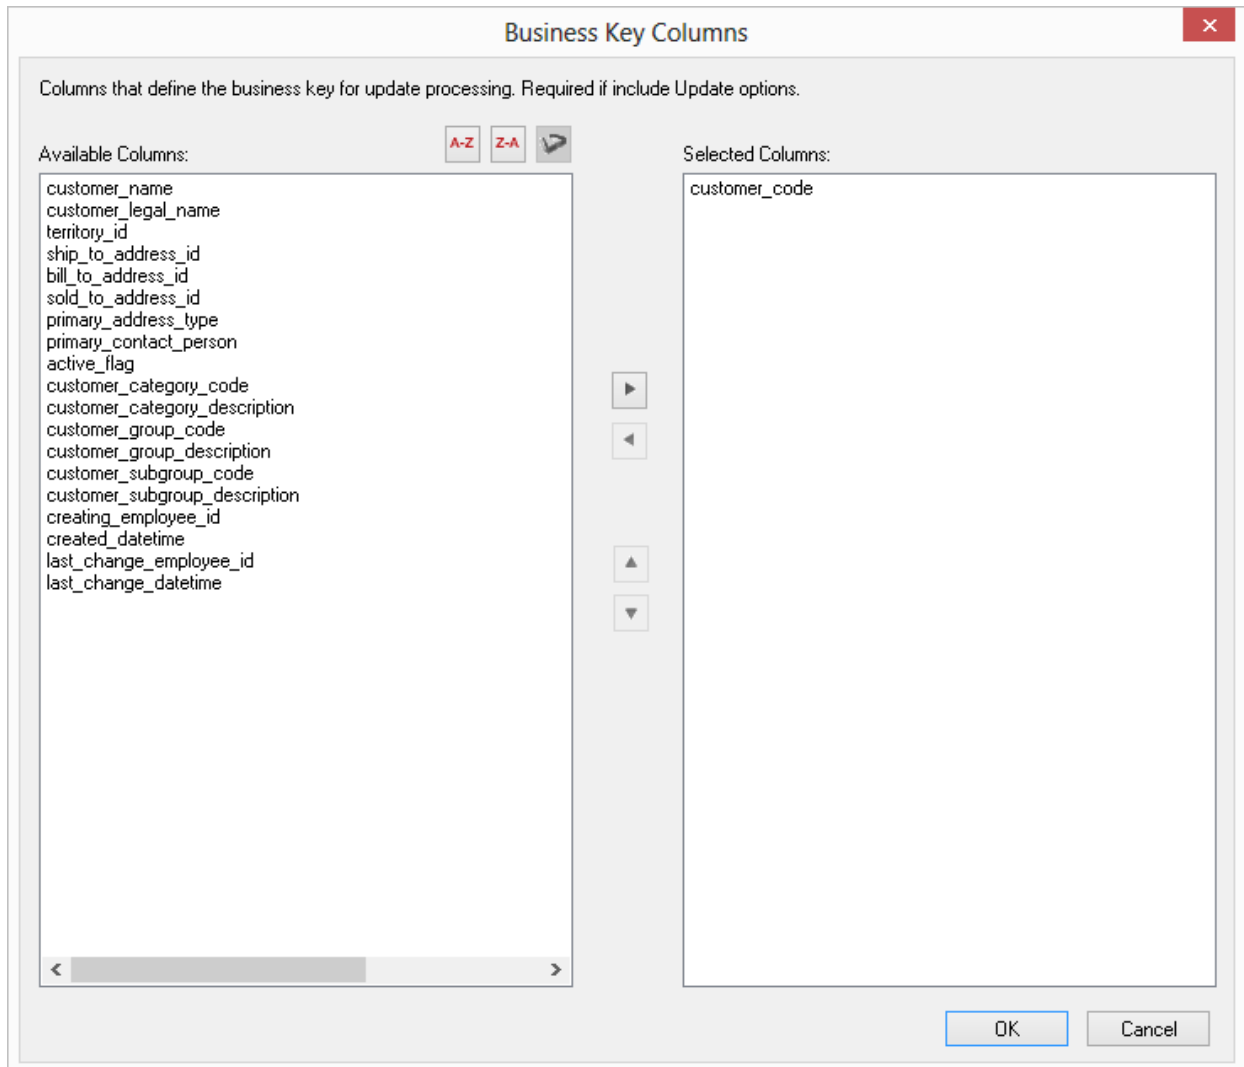 Business Key Columns
Columns that define the business key for update processing. Required if include Update options.
A-Z
Z-A
Available Columns:
Selected Columns:
customer_name
customer_legal_name
territory_id
ship_to_address_id
bill_to_address_id
sold_to_address_id
primary_address_type
primary_contact_person
active_flag
customer_category_code
customer_category_description
customer_group_code
customer_group_description
customer_subgroup_code
customer_subgroup_description
creating_employee_id
created_datetime
last_change_employee_id
last_change_datetime
customer_code
OK
Cancel